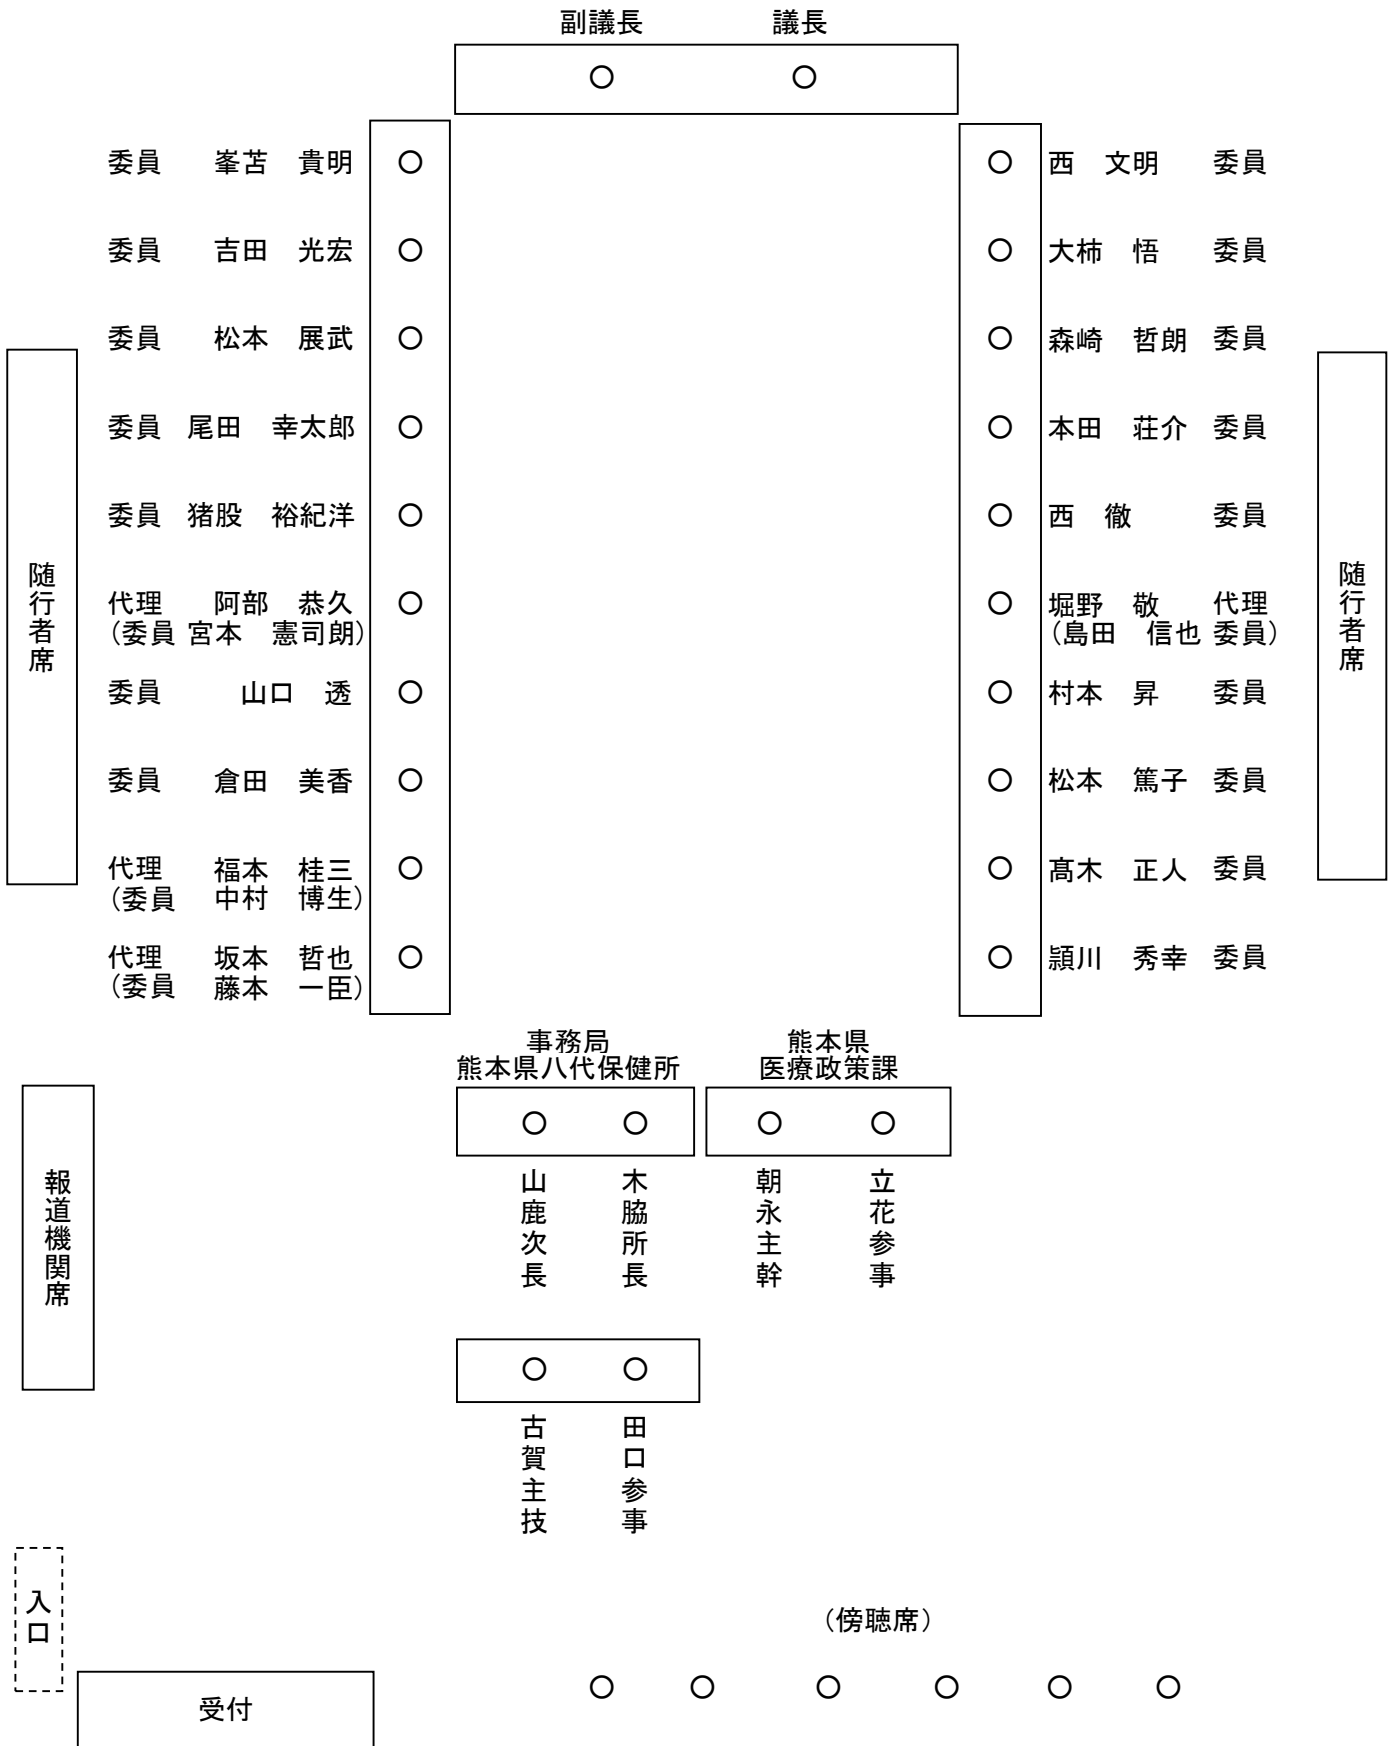 副議長　議長
委員　峯苫　貴明
委員　吉田　光宏
委員　松本　展武
委員　尾田　幸太郎
委員　猪股　裕紀洋
代理　阿部　恭久
（委員　宮本　憲司朗）
委員　山口　透
委員　倉田　美香
代理　福本　桂三
（委員　中村　博生）
代理　坂本　哲也
（委員　藤本　一臣）
西　文明　委員
大柿　悟　委員
森崎　哲朗　委員
本田　荘介　委員
西　徹　委員
堀野　敬　代理
（島田　信也　委員）
村本　昇　委員
松本　篤子　委員
髙木　正人　委員
頴川　秀幸　委員
随行者席
随行者席
事務局
熊本県八代保健所
熊本県
医療政策課
山鹿次長
木脇所長
朝永主幹
立花参事
報道機関席
古賀主技
田口参事
入口
（傍聴席）
受付